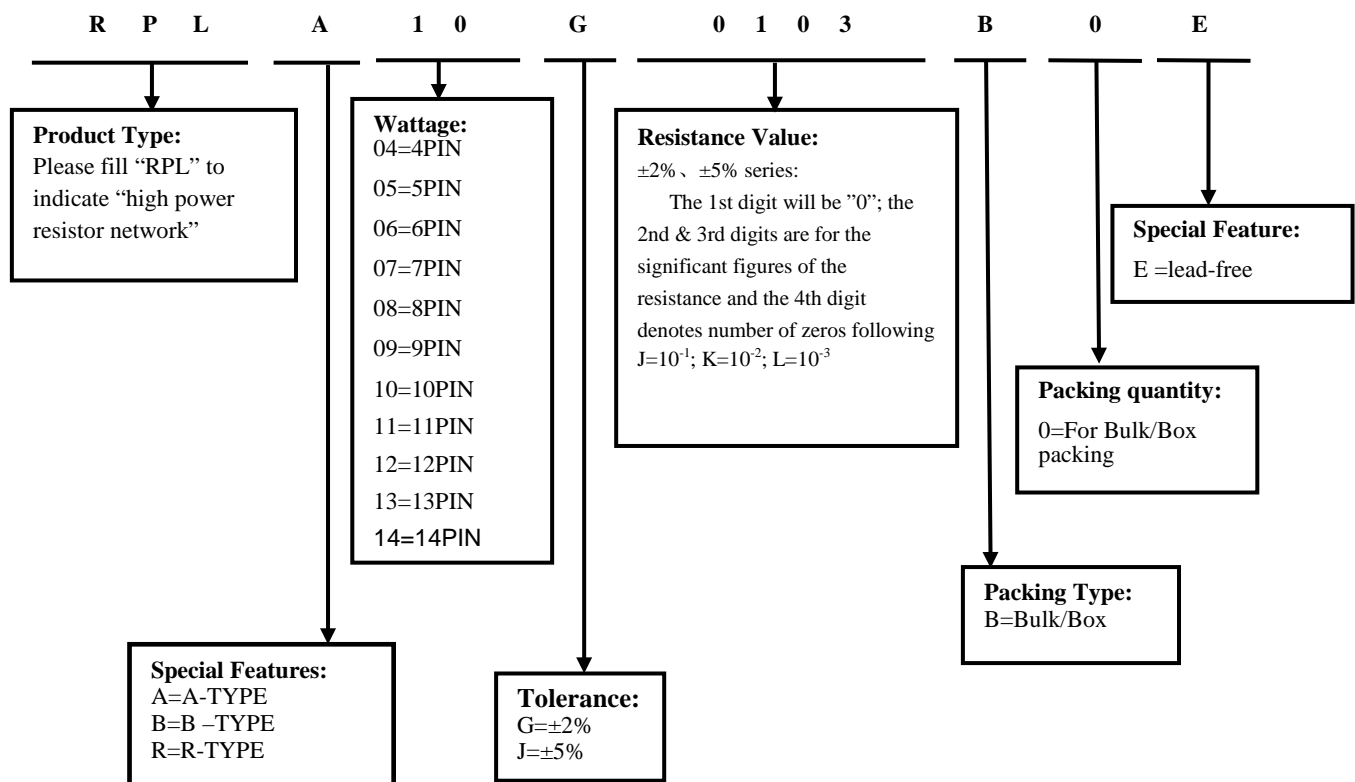 R P L A 1 0 G 0 1 0 3 B 0 E
Product Type:
Please fill “RPL” to
indicate “high power
resistor network”
Wattage:
04=4PIN
05=5PIN
06=6PIN
07=7PIN
08=8PIN
09=9PIN
10=10PIN
11=11PIN
12=12PIN
13=13PIN
14=14PIN
Resistance Value:
±2%、±5% series:
The 1st digit will be ”0”; the
2nd & 3rd digits are for the
significant figures of the
resistance and the 4th digit
denotes number of zeros following
J=10⁻¹; K=10⁻²; L=10⁻³
Special Feature:
E =lead-free
Packing quantity:
0=For Bulk/Box
packing
Packing Type:
B=Bulk/Box
Special Features:
A=A-TYPE
B=B –TYPE
R=R-TYPE
Tolerance:
G=±2%
J=±5%